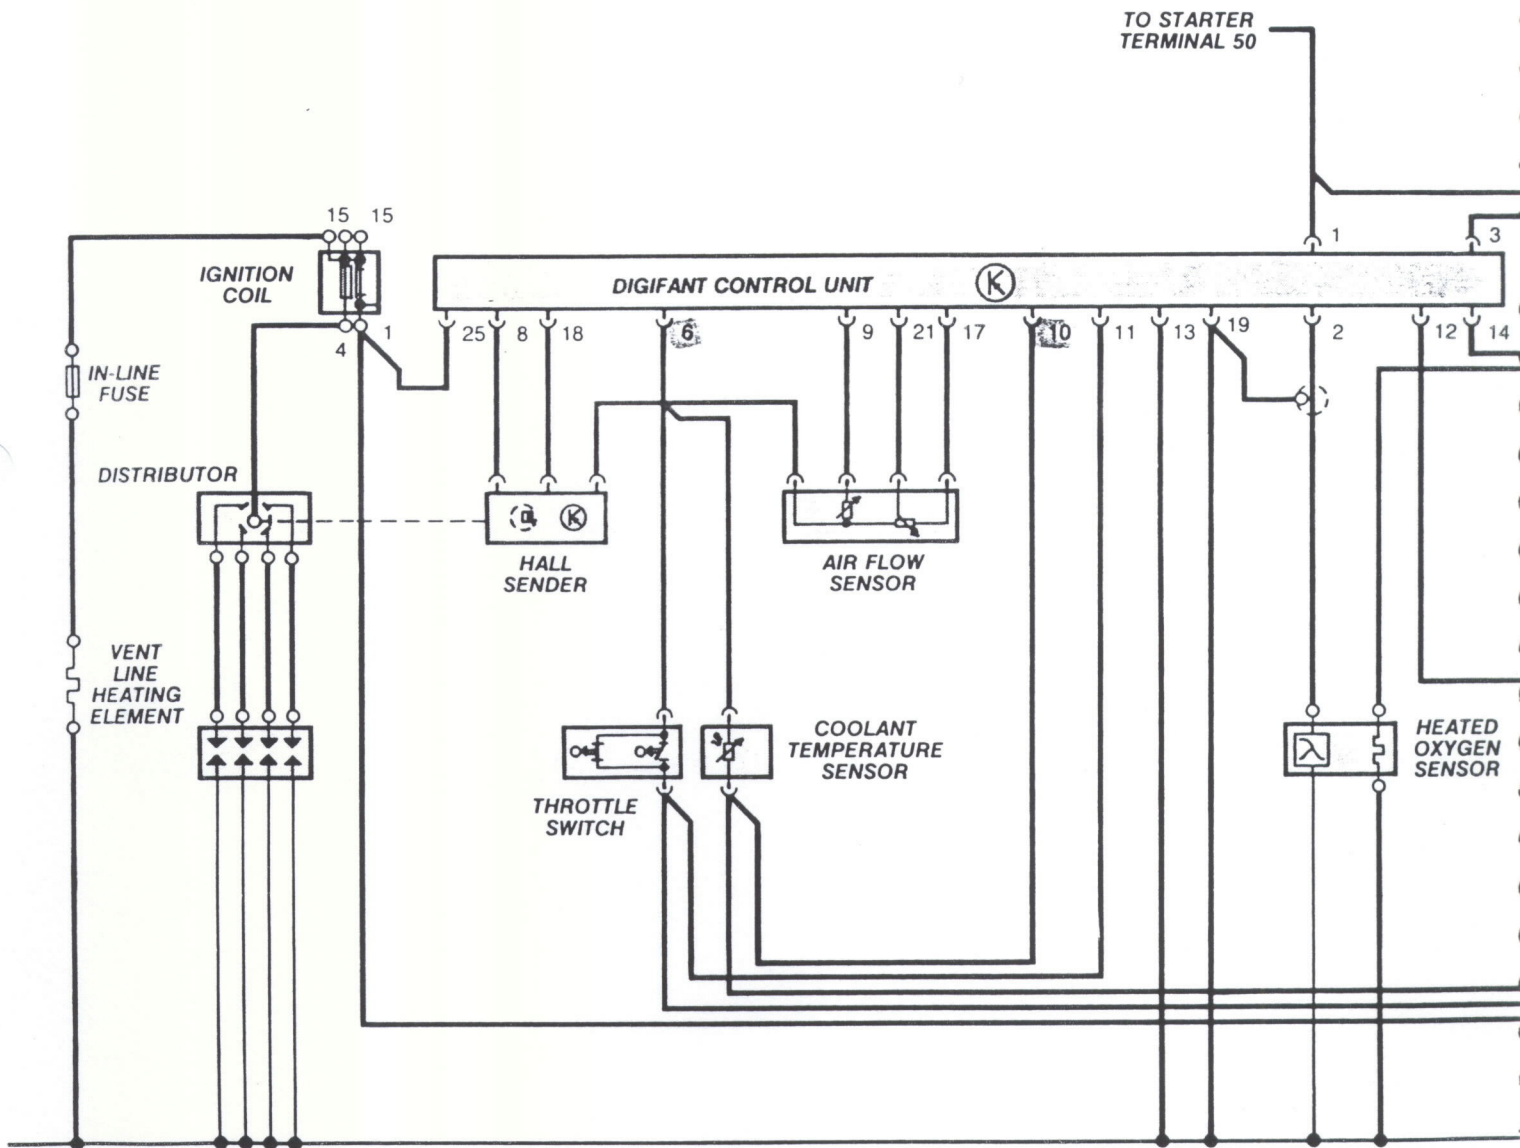 TO STARTER
TERMINAL 50
15 15
1 3
IGNITION
COIL
DIGIFANT CONTROL UNIT K
4 1 25 8 18 6 9 21 17 10 11 13 19 2 12 14
IN-LINE
FUSE
DISTRIBUTOR
K
HALL
SENDER
AIR FLOW
SENSOR
VENT
LINE
HEATING
ELEMENT
THROTTLE
SWITCH
COOLANT
TEMPERATURE
SENSOR
HEATED
OXYGEN
SENSOR